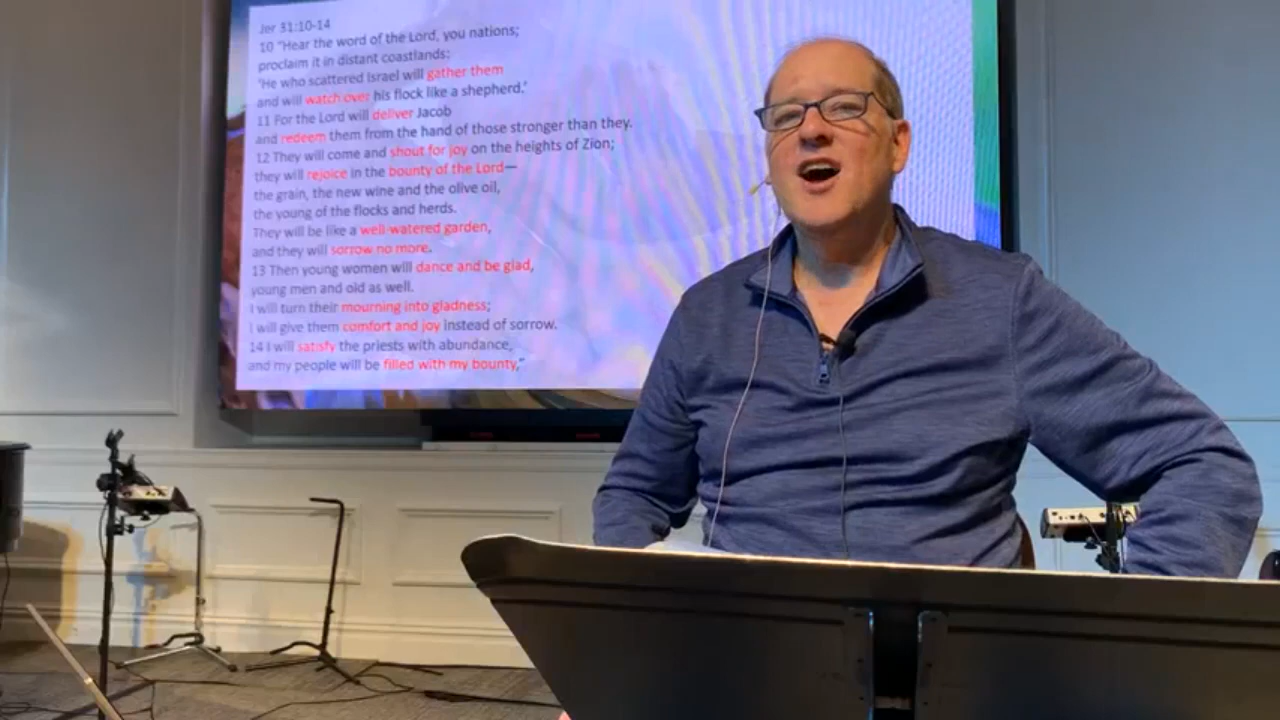 Jer 31:10-14
10 "Hear the word of the Lord, you nations;
proclaim it in distant coastlands:
'He who scattered Israel will gather them
and will watch over his flock like a shepherd.'
11 For the Lord will deliver Jacob
and redeem them from the hand of those stronger than they.
12 They will come and shout for joy on the heights of Zion;
they will rejoice in the bounty of the Lord—
the grain, the new wine and the olive oil,
the young of the flocks and herds.
They will be like a well-watered garden,
and they will sorrow no more.
13 Then young women will dance and be glad,
young men and old as well.
I will turn their mourning into gladness;
I will give them comfort and joy instead of sorrow.
14 I will satisfy the priests with abundance,
and my people will be filled with my bounty,"